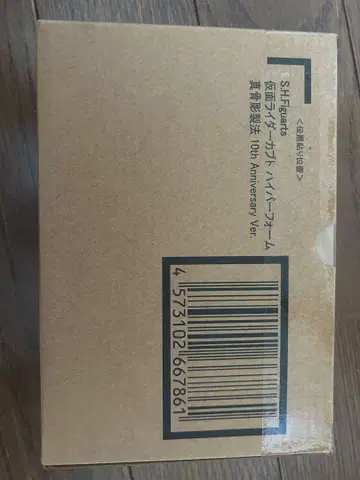 ＜伝票貼り位置＞
S.H.Figuarts
仮面ライダーカブト ハイパーフォーム
真骨彫製法 10th Anniversary Ver.
4 573102 667861